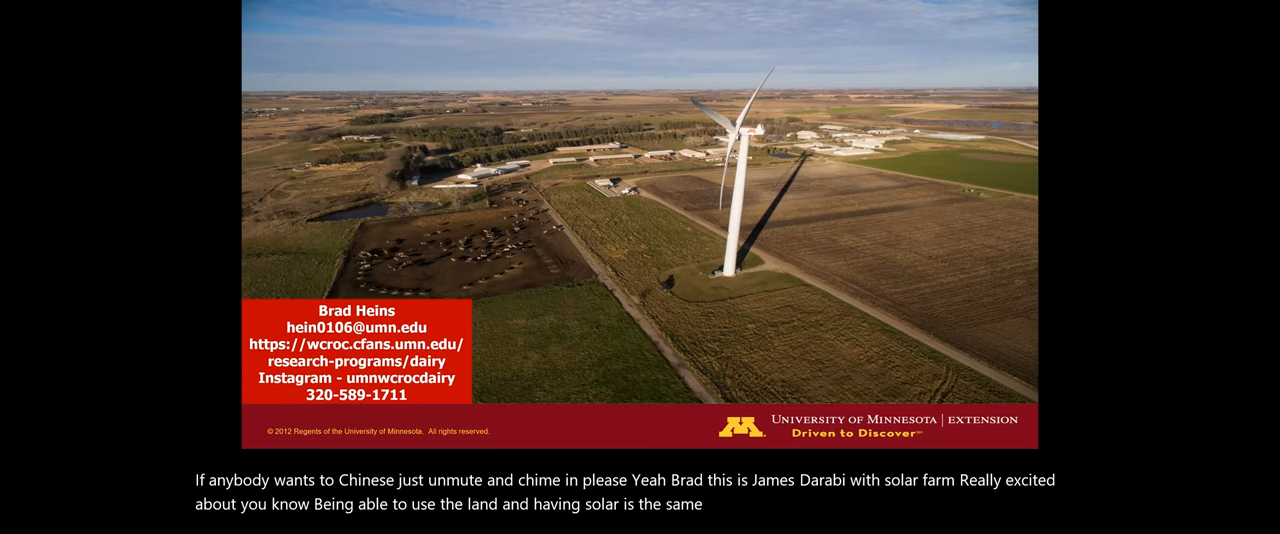 Brad Heins
hein0106@umn.edu
https://wcroc.cfans.umn.edu/
research-programs/dairy
Instagram - umnwcrocdairy
320-589-1711
© 2012 Regents of the University of Minnesota. All rights reserved.
UNIVERSITY OF MINNESOTA | EXTENSION
Driven to Discover℠
If anybody wants to Chinese just unmute and chime in please Yeah Brad this is James Darabi with solar farm Really excited
about you know Being able to use the land and having solar is the same